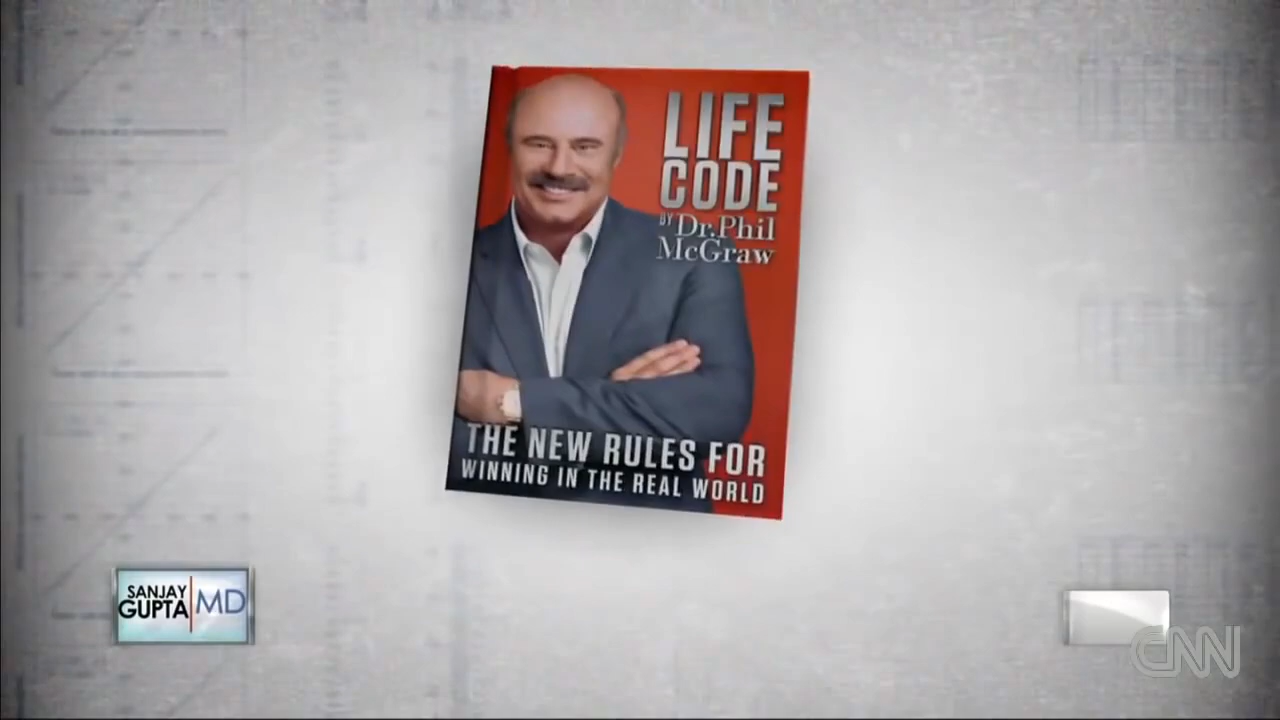 LIFE
CODE
BY Dr. Phil
McGraw
THE NEW RULES FOR
WINNING IN THE REAL WORLD
SANJAY
GUPTA MD
CNN